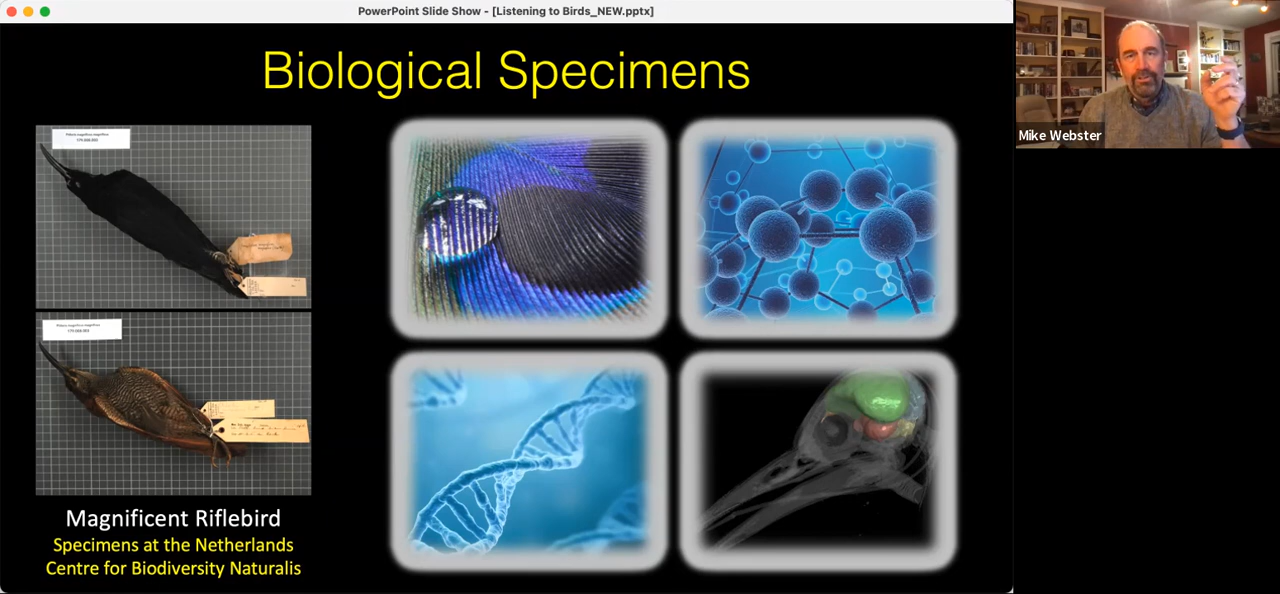 PowerPoint Slide Show - [Listening to Birds_NEW.pptx]
Biological Specimens
Mike Webster
Magnificent Riflebird
Specimens at the Netherlands
Centre for Biodiversity Naturalis